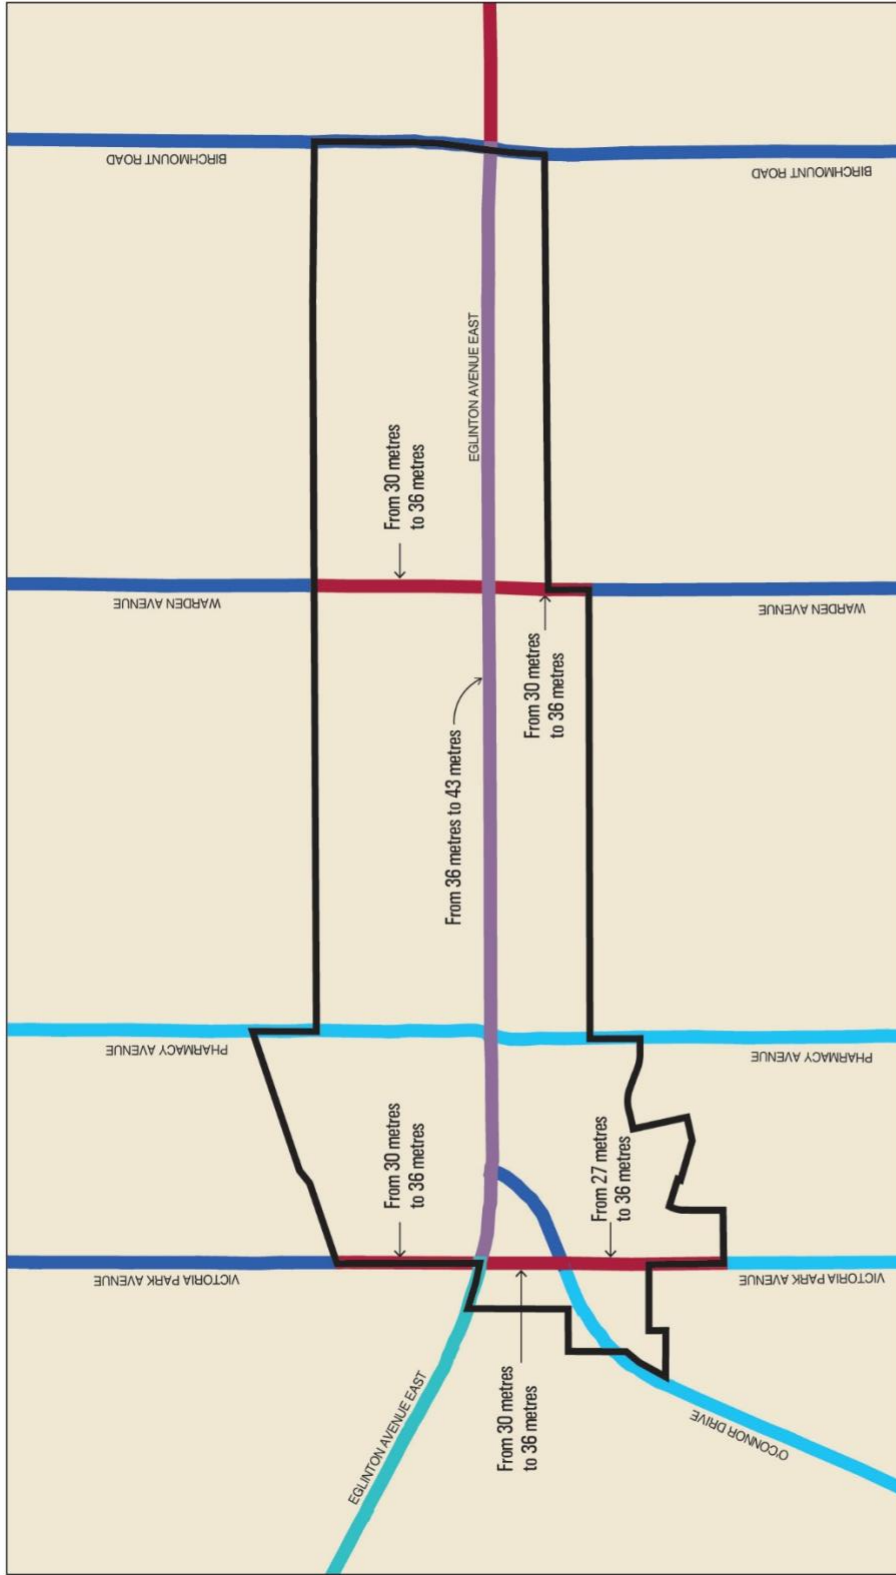 VICTORIA PARK AVENUE
PHARMACY AVENUE
WARDEN AVENUE
BIRCHMOUNT ROAD
EGLINTON AVENUE EAST
From 30 metres
to 36 metres
From 30 metres
to 36 metres
From 36 metres to 43 metres
EGLINTON AVENUE EAST
From 30 metres
to 36 metres
From 30 metres
to 36 metres
From 27 metres
to 36 metres
O'CONNOR DRIVE
VICTORIA PARK AVENUE
PHARMACY AVENUE
WARDEN AVENUE
BIRCHMOUNT ROAD